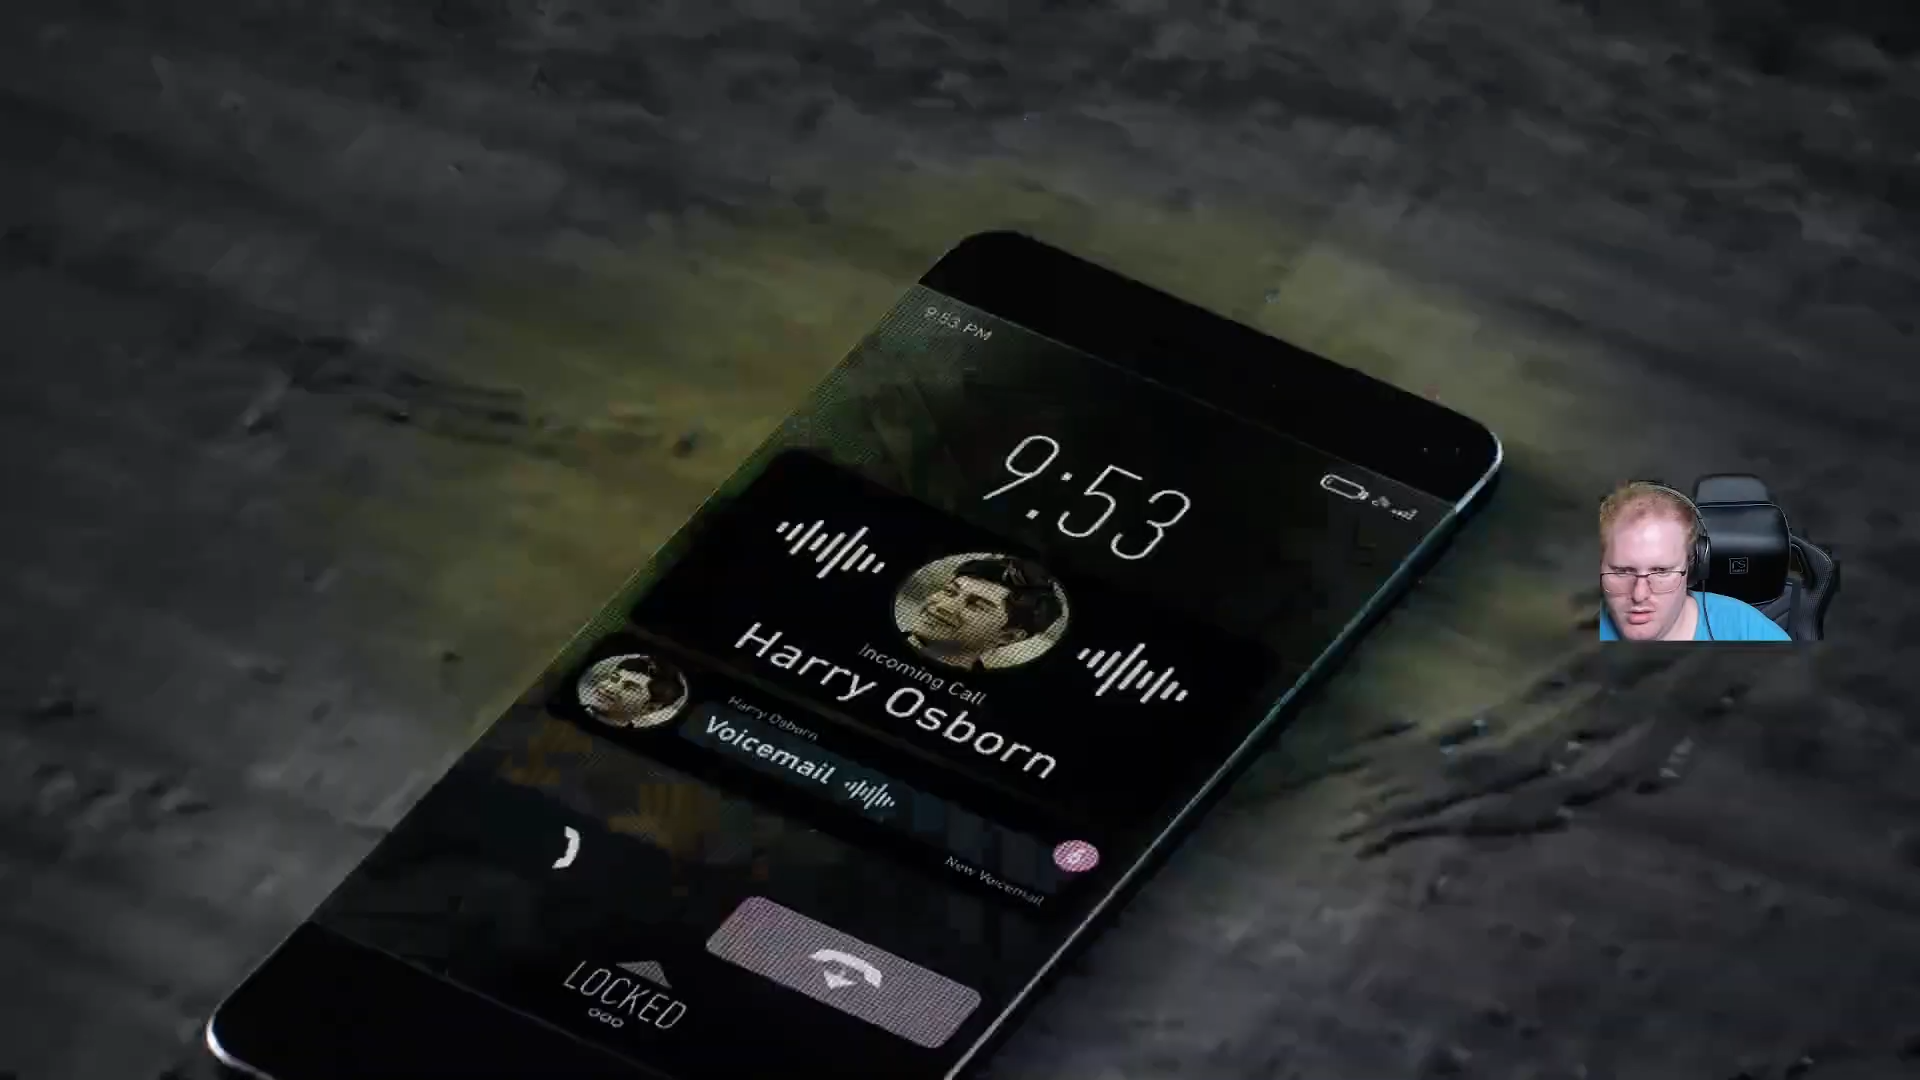 9:53 PM
9:53
Incoming Call
Harry Osborn
Harry Osborn
Voicemail
New Voicemail
LOCKED